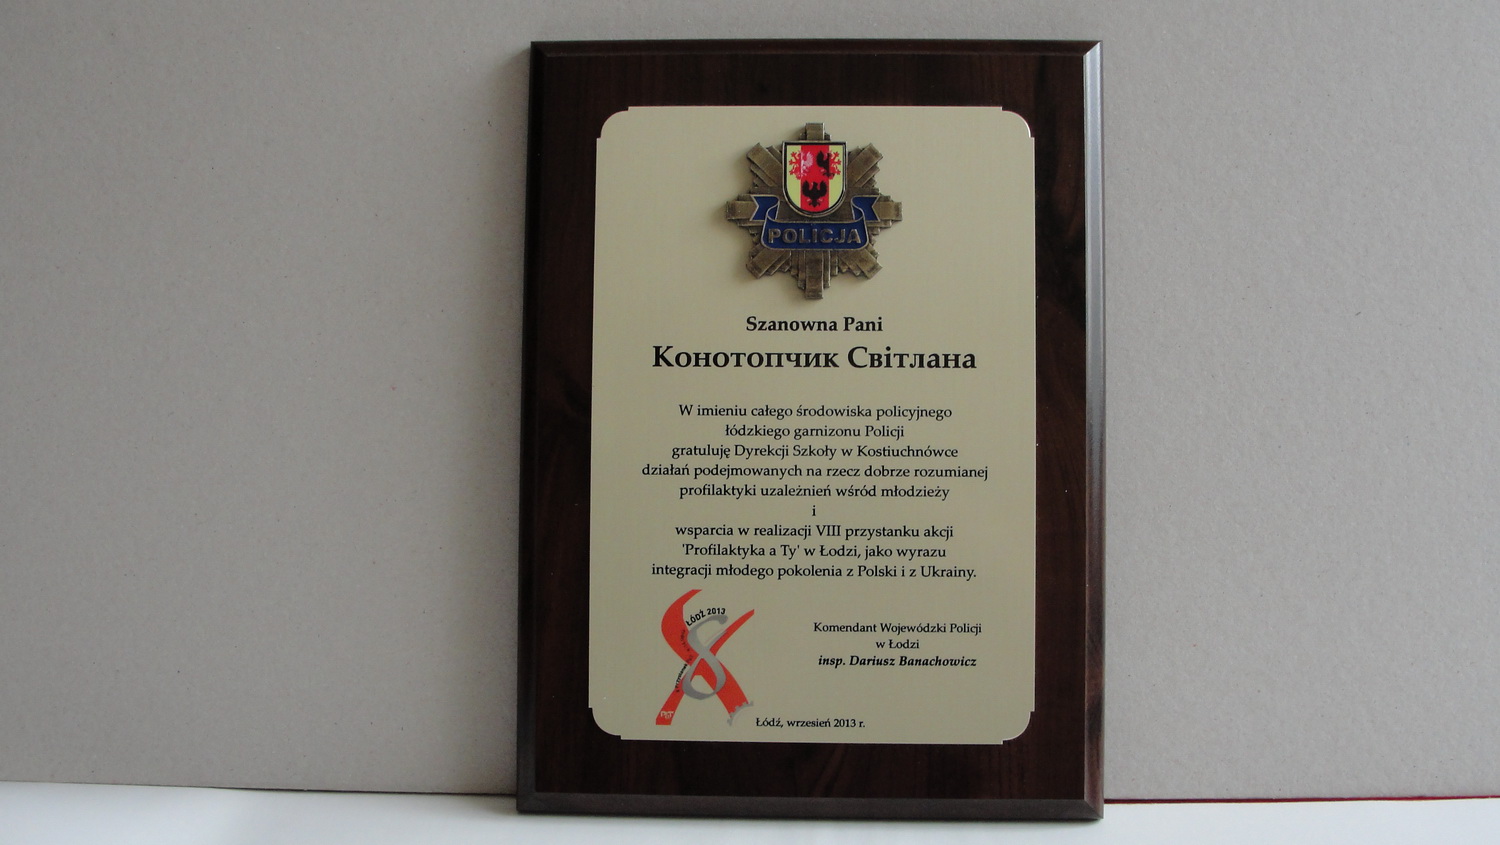 POLICJA
Szanowna Pani
Конотопчик Світлана
W imieniu całego środowiska policyjnego
łódzkiego garnizonu Policji
gratuluję Dyrekcji Szkoły w Kostiuchnówce
działań podejmowanych na rzecz dobrze rozumianej
profilaktyki uzależnień wśród młodzieży
i
wsparcia w realizacji VIII przystanku akcji
'Profilaktyka a Ty' w Łodzi, jako wyrazu
integracji młodego pokolenia z Polski i z Ukrainy.
ŁÓDŹ 2013
8
PaT
Komendant Wojewódzki Policji
w Łodzi
insp. Dariusz Banachowicz
Łódź, wrzesień 2013 r.